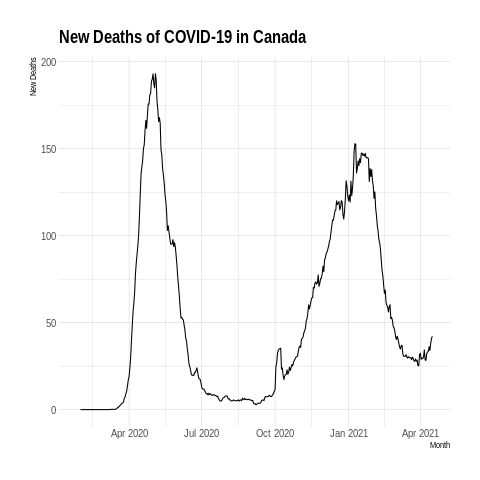 New Deaths of COVID-19 in Canada
New Deaths
200
150
100
50
0
Apr 2020
Jul 2020
Oct 2020
Jan 2021
Apr 2021
Month